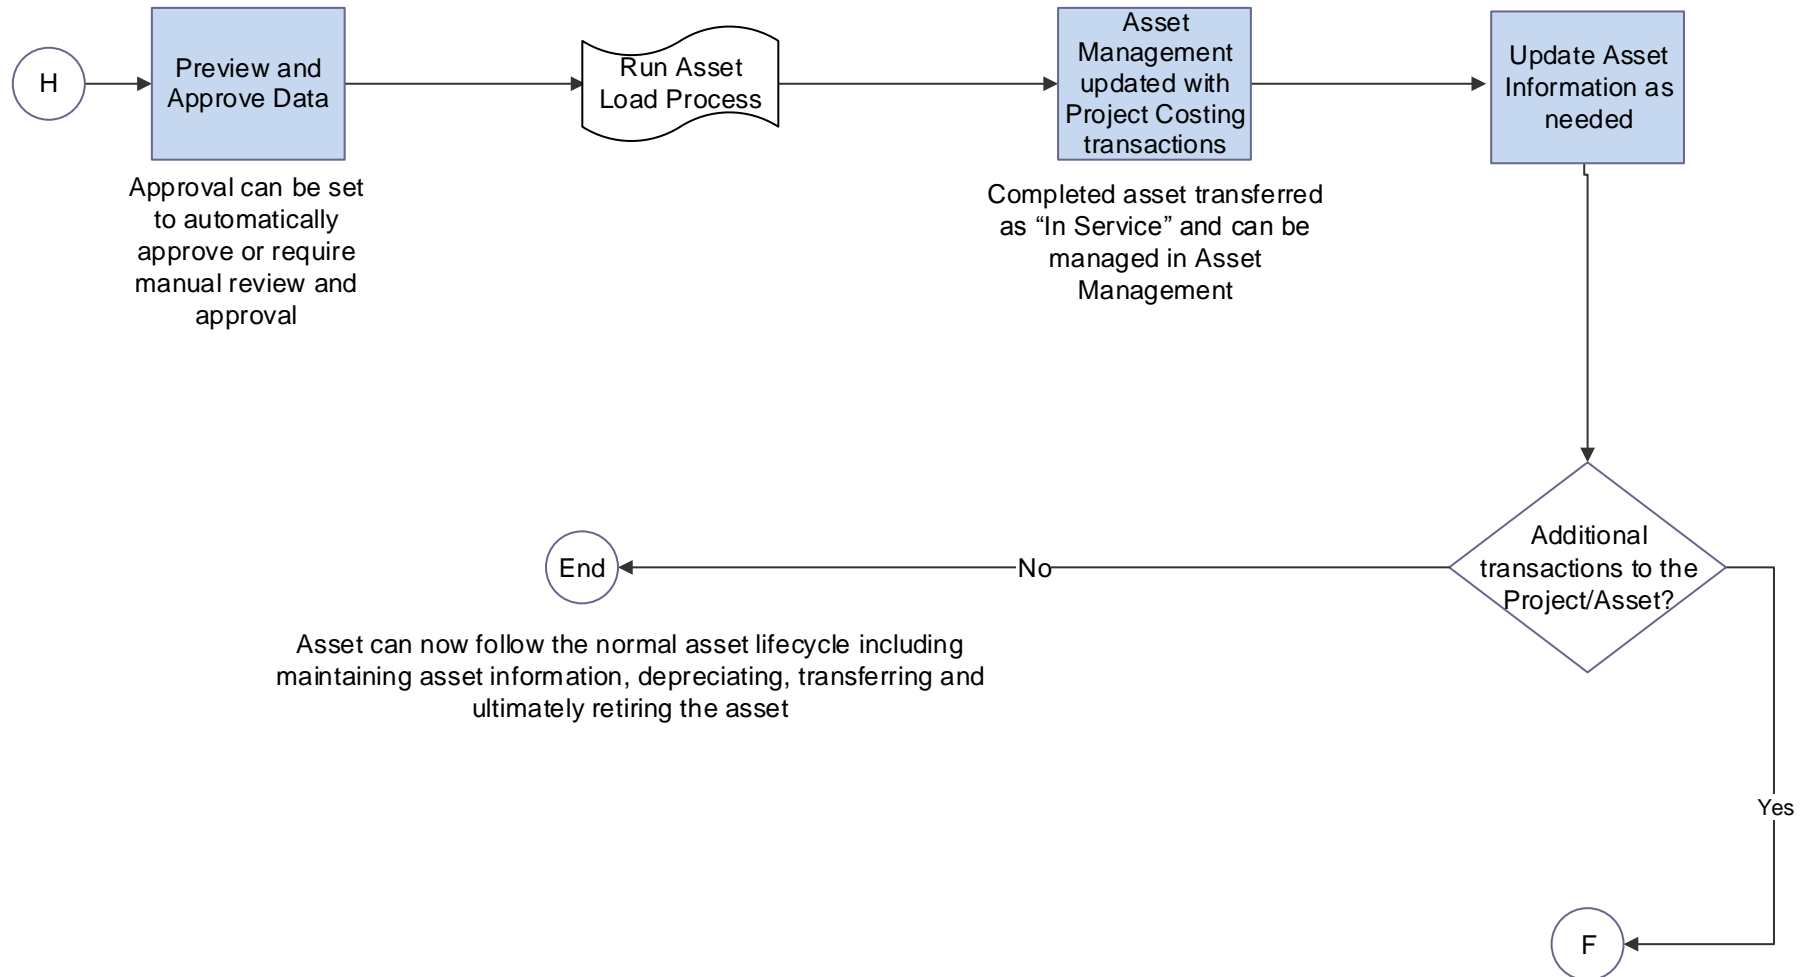 H
Preview and
Approve Data
Run Asset
Load Process
Asset
Management
updated with
Project Costing
transactions
Update Asset
Information as
needed
Approval can be set
to automatically
approve or require
manual review and
approval
Completed asset transferred
as “In Service” and can be
managed in Asset
Management
Additional
transactions to the
Project/Asset?
No
End
Asset can now follow the normal asset lifecycle including
maintaining asset information, depreciating, transferring and
ultimately retiring the asset
Yes
F